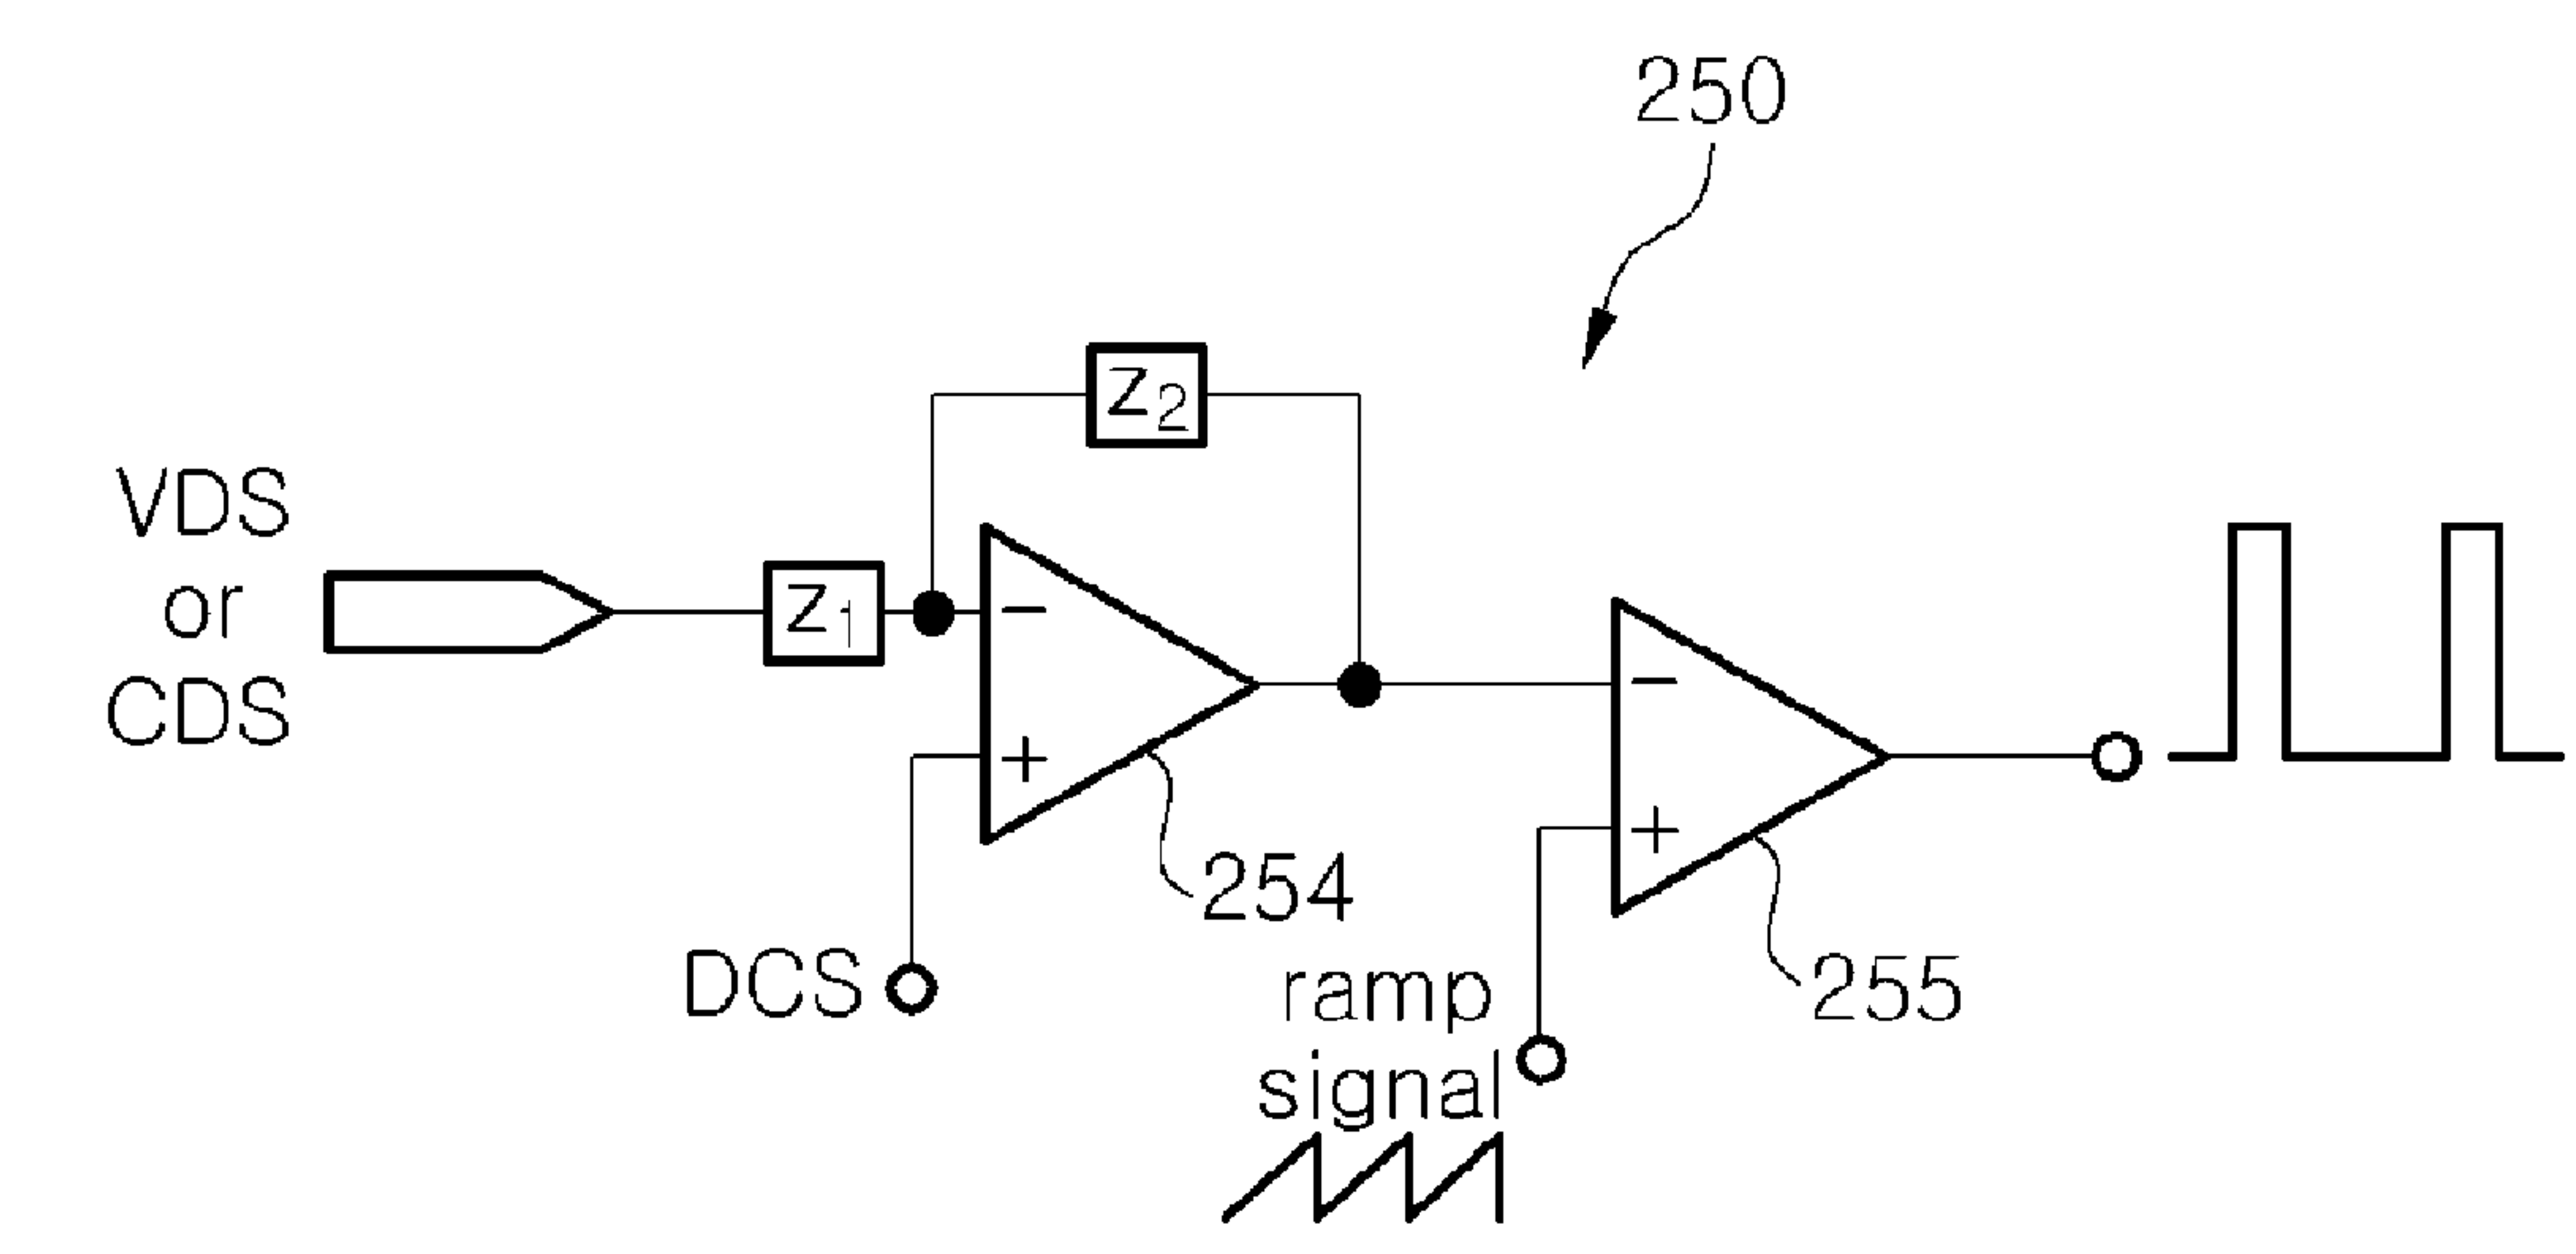 250
Z2
VDS
or
CDS
Z1
−
+
254
DCS
−
+
255
ramp
signal